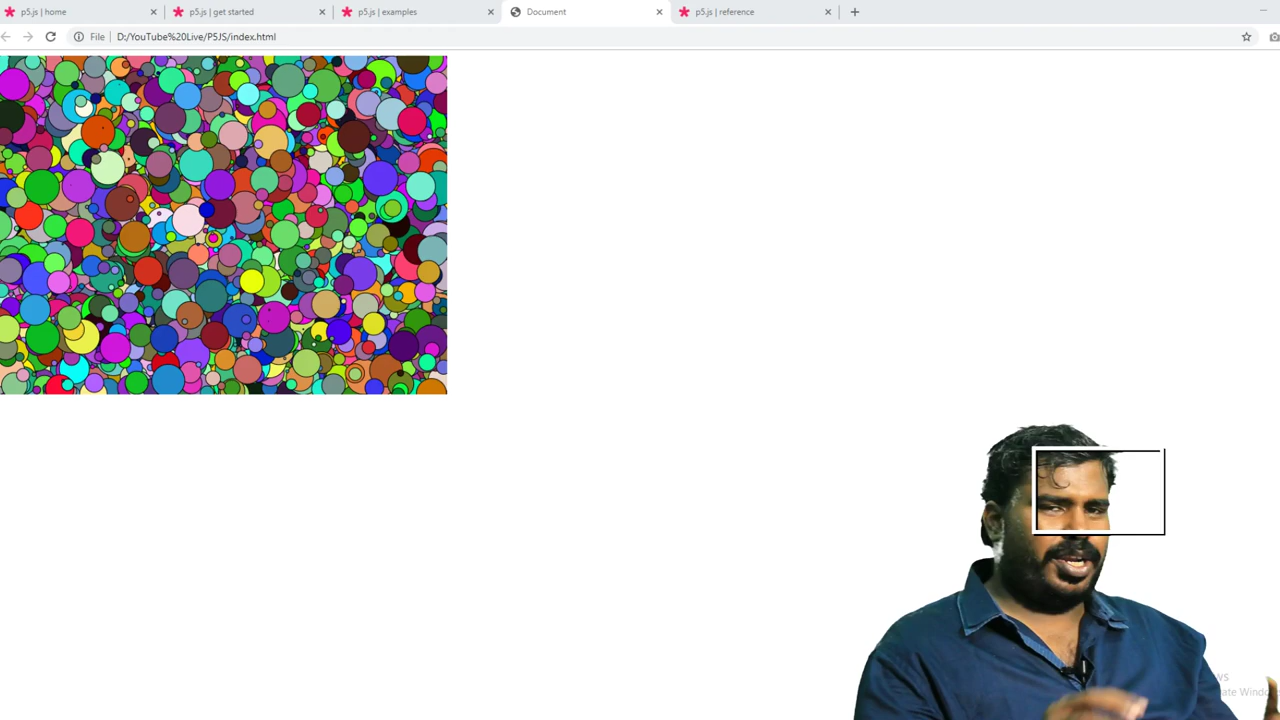 p5.js | home
p5.js | get started
p5.js | examples
Document
p5.js | reference
File
D:/YouTube%20Live/P5JS/index.html